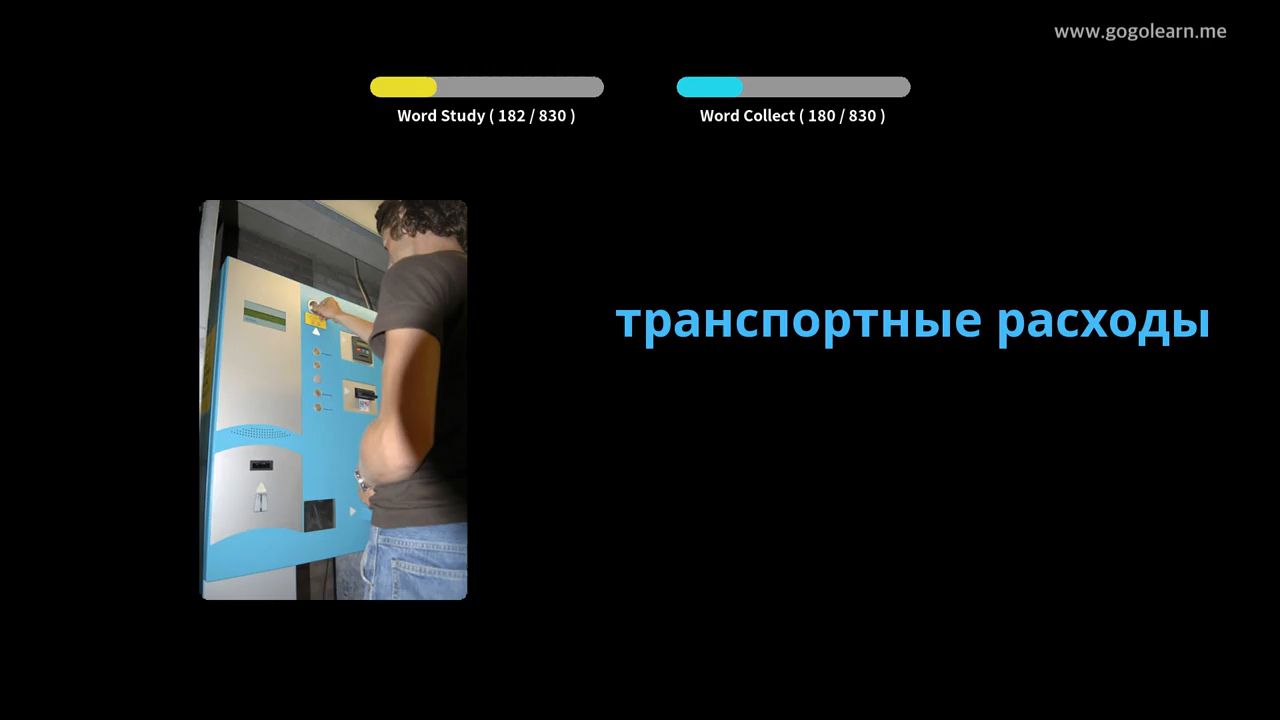 www.gogolearn.me
Word Study ( 182 / 830 )
Word Collect ( 180 / 830 )
транспортные расходы